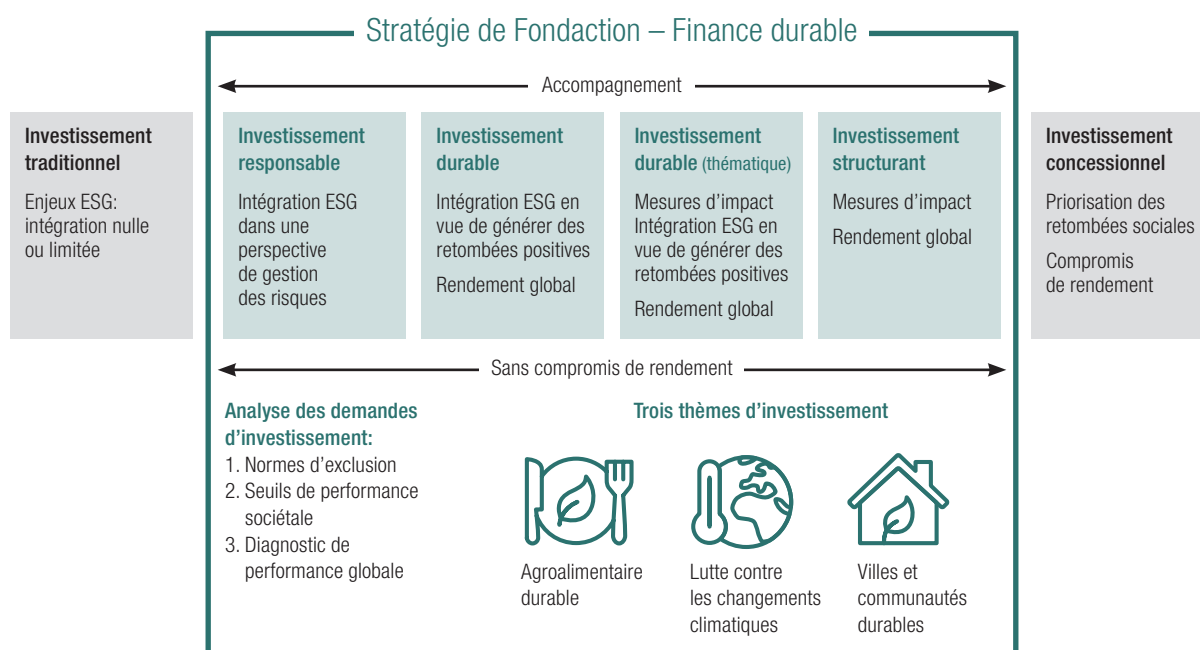 Stratégie de Fondaction – Finance durable
Accompagnement
Investissement
traditionnel
Enjeux ESG:
intégration nulle
ou limitée
Investissement
responsable
Intégration ESG
dans une
perspective
de gestion
des risques
Investissement
durable
Intégration ESG en
vue de générer des
retombées positives
Rendement global
Investissement
durable (thématique)
Mesures d'impact
Intégration ESG en
vue de générer des
retombées positives
Rendement global
Investissement
structurant
Mesures d'impact
Rendement global
Investissement
concessionnel
Priorisation des
retombées sociales
Compromis
de rendement
Sans compromis de rendement
Analyse des demandes
d'investissement:
1. Normes d'exclusion
2. Seuils de performance
sociétale
3. Diagnostic de
performance globale
Trois thèmes d'investissement
Agroalimentaire
durable
Lutte contre
les changements
climatiques
Villes et
communautés
durables